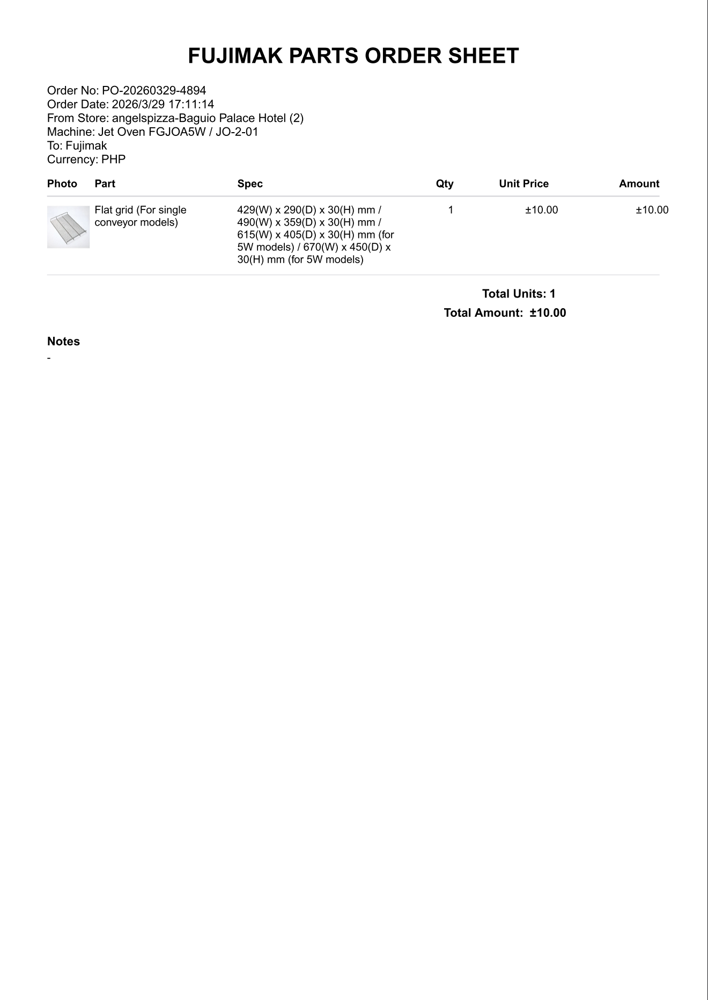 FUJIMAK PARTS ORDER SHEET
Order No: PO-20260329-4894
Order Date: 2026/3/29 17:11:14
From Store: angelspizza-Baguio Palace Hotel (2)
Machine: Jet Oven FGJOA5W / JO-2-01
To: Fujimak
Currency: PHP
Photo Part Spec Qty Unit Price Amount
Flat grid (For single 429(W) x 290(D) x 30(H) mm / 1 ±10.00 ±10.00
conveyor models) 490(W) x 359(D) x 30(H) mm /
615(W) x 405(D) x 30(H) mm (for
5W models) / 670(W) x 450(D) x
30(H) mm (for 5W models)
Total Units: 1
Total Amount: ±10.00
Notes
-